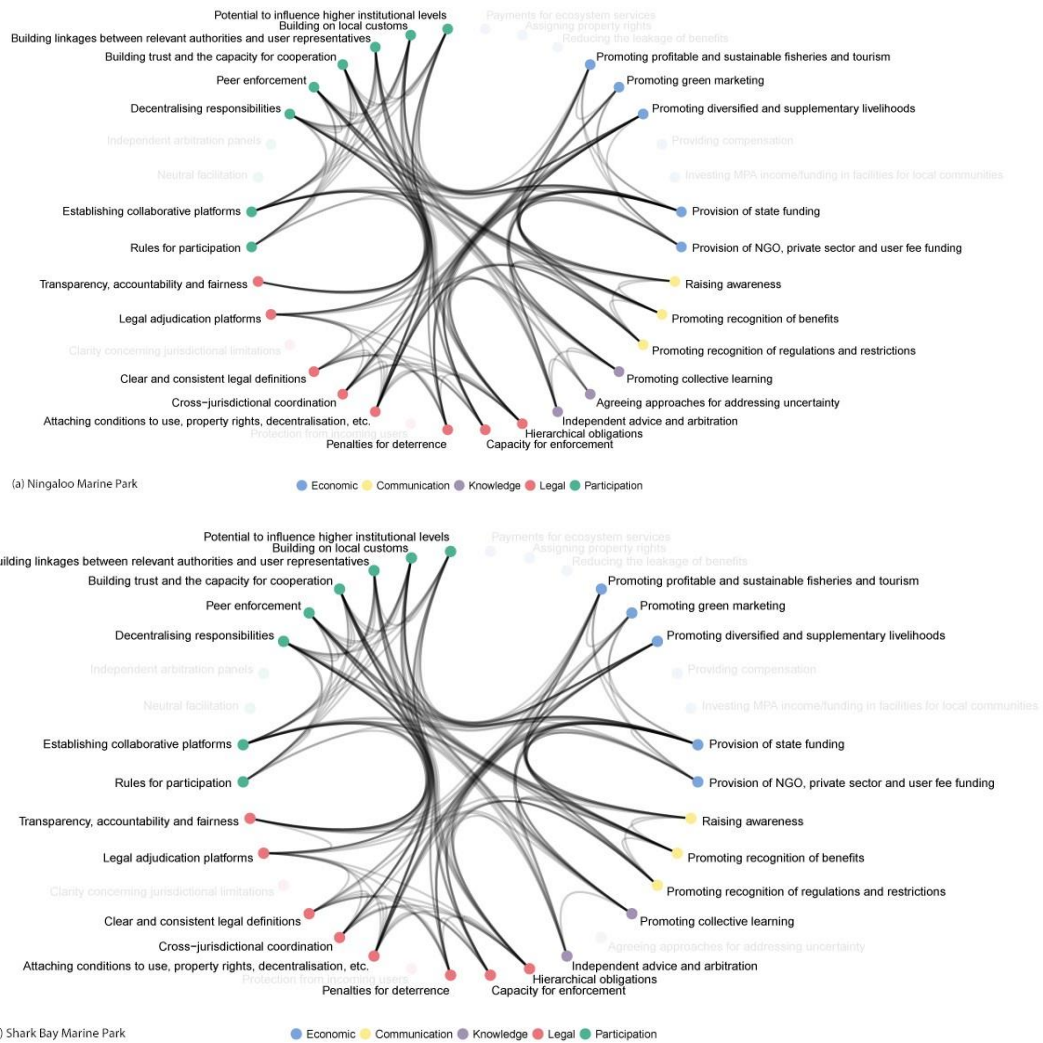 Potential to influence higher institutional levels
Payments for ecosystem services
Building on local customs
Assigning property rights
Building linkages between relevant authorities and user representatives
Reducing the leakage of benefits
Building trust and the capacity for cooperation
Promoting profitable and sustainable fisheries and tourism
Peer enforcement
Promoting green marketing
Decentralising responsibilities
Promoting diversified and supplementary livelihoods
Independent arbitration panels
Providing compensation
Neutral facilitation
Investing MPA income/funding in facilities for local communities
Establishing collaborative platforms
Provision of state funding
Rules for participation
Provision of NGO, private sector and user fee funding
Transparency, accountability and fairness
Raising awareness
Legal adjudication platforms
Promoting recognition of benefits
Clarity concerning jurisdictional limitations
Promoting recognition of regulations and restrictions
Clear and consistent legal definitions
Promoting collective learning
Cross−jurisdictional coordination
Agreeing approaches for addressing uncertainty
Attaching conditions to use, property rights, decentralisation, etc.
Independent advice and arbitration
Protection from incoming users
Hierarchical obligations
Penalties for deterrence
Capacity for enforcement
(a) Ningaloo Marine Park
Economic Communication Knowledge Legal Participation
Potential to influence higher institutional levels
Payments for ecosystem services
Building on local customs
Assigning property rights
uilding linkages between relevant authorities and user representatives
Reducing the leakage of benefits
Building trust and the capacity for cooperation
Promoting profitable and sustainable fisheries and tourism
Peer enforcement
Promoting green marketing
Decentralising responsibilities
Promoting diversified and supplementary livelihoods
Independent arbitration panels
Providing compensation
Neutral facilitation
Investing MPA income/funding in facilities for local communities
Establishing collaborative platforms
Provision of state funding
Rules for participation
Provision of NGO, private sector and user fee funding
Transparency, accountability and fairness
Raising awareness
Legal adjudication platforms
Promoting recognition of benefits
Clarity concerning jurisdictional limitations
Promoting recognition of regulations and restrictions
Clear and consistent legal definitions
Promoting collective learning
Cross−jurisdictional coordination
Agreeing approaches for addressing uncertainty
Attaching conditions to use, property rights, decentralisation, etc.
Independent advice and arbitration
Protection from incoming users
Hierarchical obligations
Penalties for deterrence
Capacity for enforcement
) Shark Bay Marine Park
Economic Communication Knowledge Legal Participation